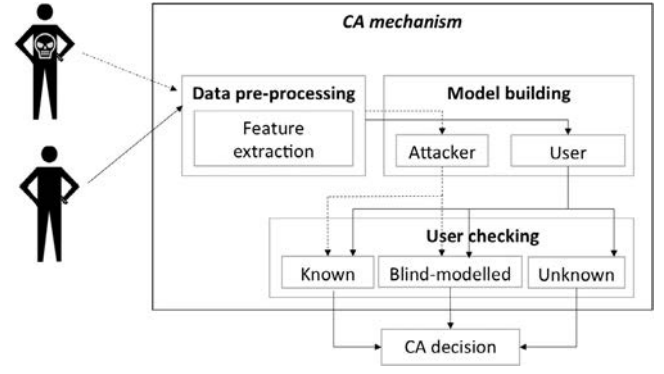 CA mechanism
Data pre-processing
Feature
extraction
Model building
Attacker
User
User checking
Known
Blind-modelled
Unknown
CA decision